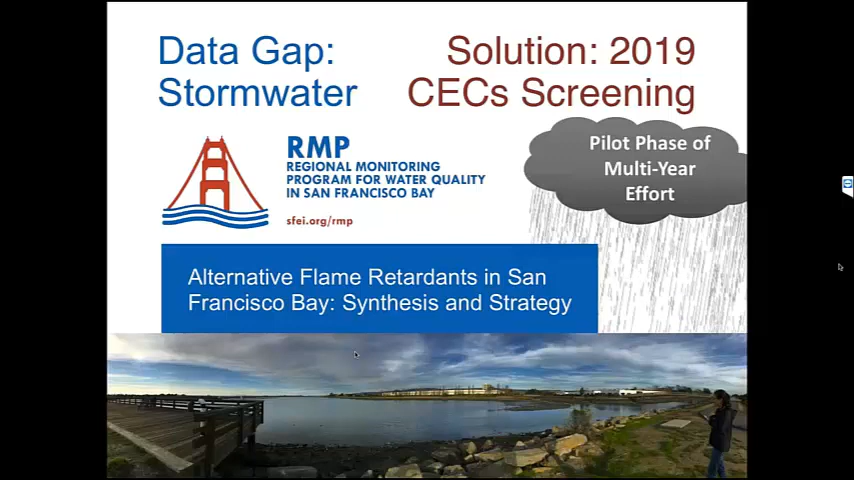 Data Gap:
Stormwater
Solution: 2019
CECs Screening
RMP
REGIONAL MONITORING
PROGRAM FOR WATER QUALITY
IN SAN FRANCISCO BAY
sfei.org/rmp
Pilot Phase of
Multi-Year
Effort
Alternative Flame Retardants in San
Francisco Bay: Synthesis and Strategy